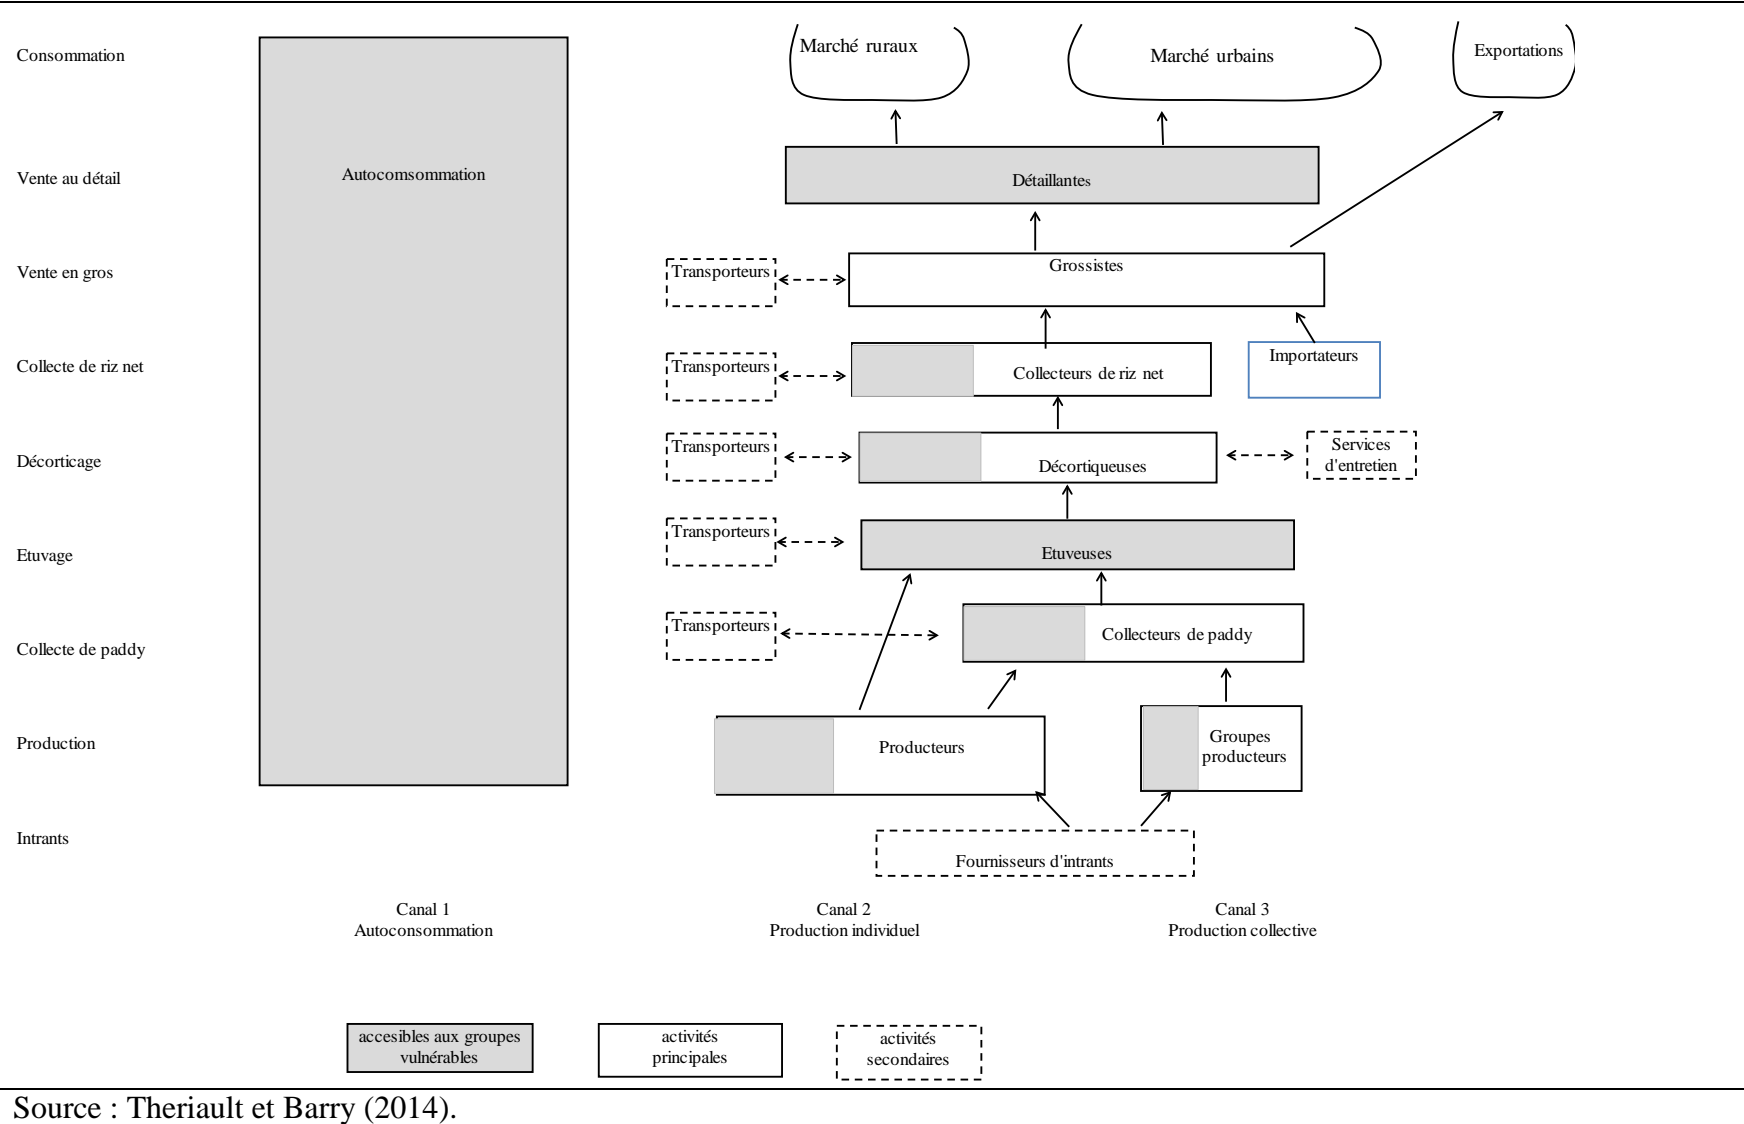 Consommation
Marché ruraux
Marché urbains
Exportations
Vente au détail
Autocomsommation
Détaillantes
Vente en gros
Transporteurs
Grossistes
Collecte de riz net
Transporteurs
Collecteurs de riz net
Importateurs
Décorticage
Transporteurs
Décortiqueuses
Services
d'entretien
Etuvage
Transporteurs
Etuveuses
Collecte de paddy
Transporteurs
Collecteurs de paddy
Production
Producteurs
Groupes
producteurs
Intrants
Fournisseurs d'intrants
Canal 1
Autoconsommation
Canal 2
Production individuel
Canal 3
Production collective
accesibles aux groupes
vulnérables
activités
principales
activités
secondaires
Source : Theriault et Barry (2014).